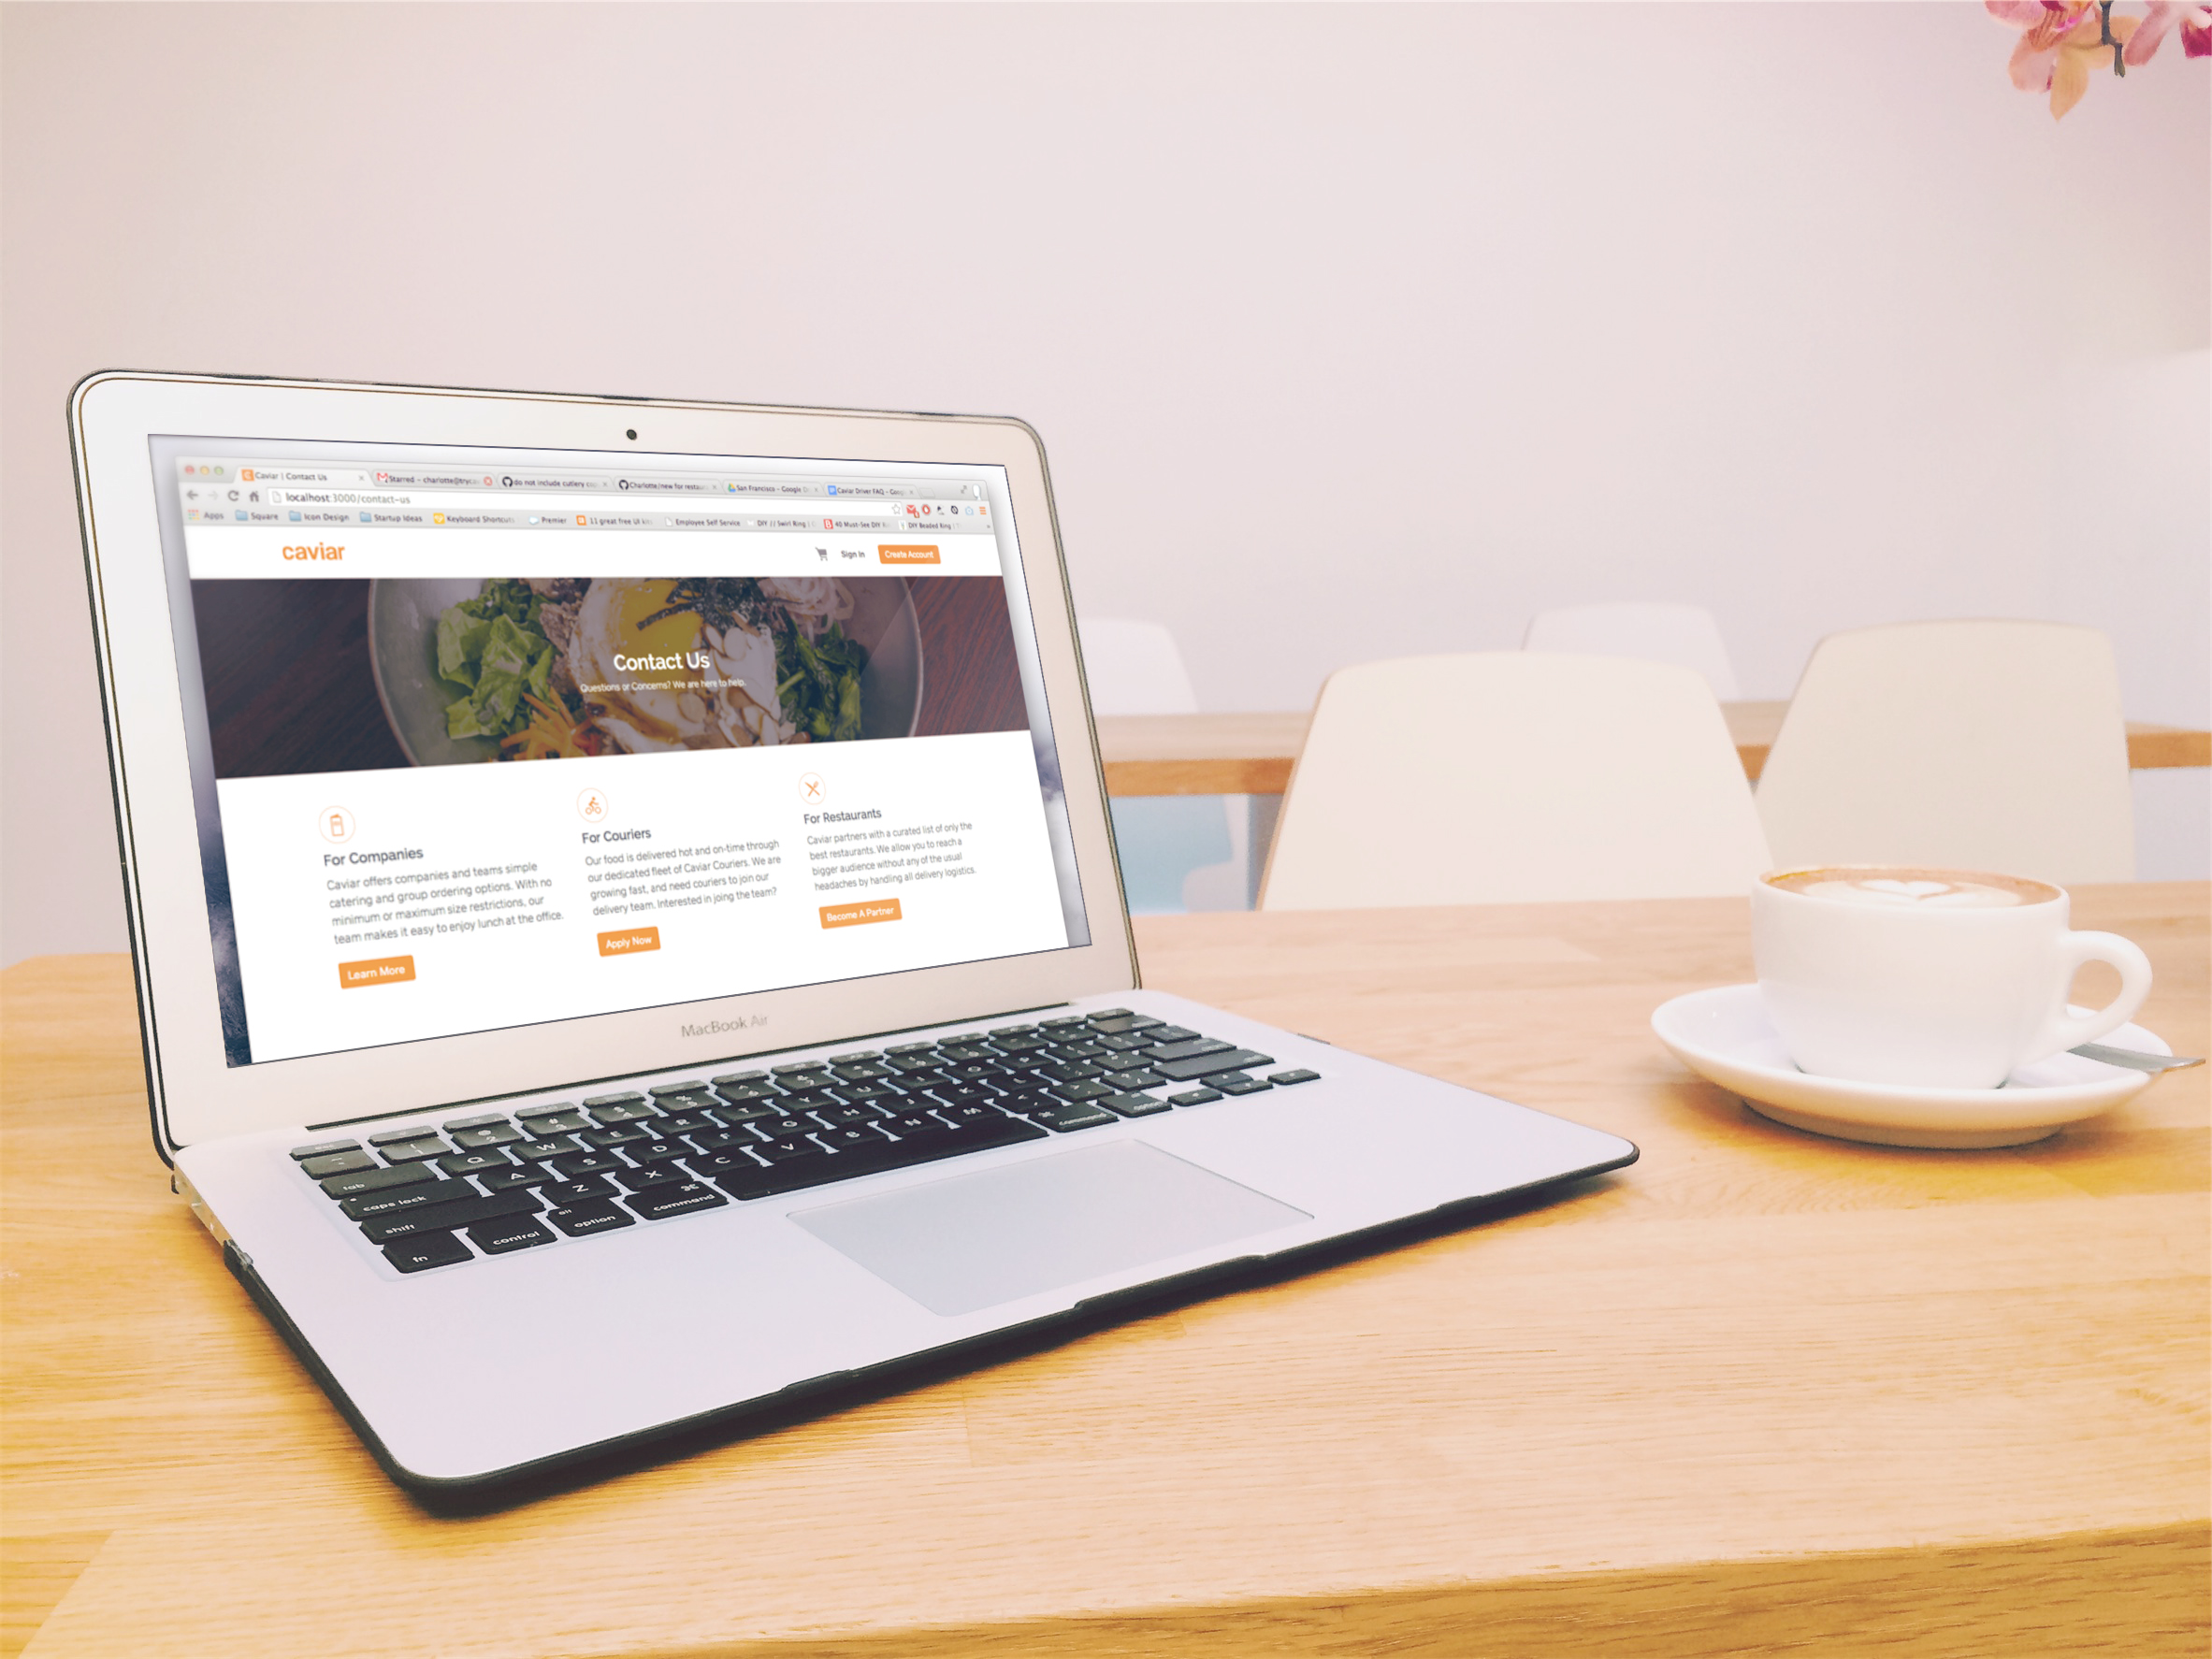 Caviar | Contact Us
Starred - charlotte@tryca
do not include cutlery cou
Charlotte/new for restaur
San Francisco - Google
Caviar Driver FAQ - Goog
localhost:3000/contact-us
Apps
Square
Icon Design
Startup Ideas
Keyboard Shortcuts
Premier
11 great free UI kits
Employee Self Service
DIY // Swirl Ring |
40 Must-See DIY
DIY Beaded Ring |
caviar
Sign In
Create Account
Contact Us
Questions or Concerns? We are here to help.
For Companies
Caviar offers companies and teams simple
catering and group ordering options. With no
minimum or maximum size restrictions, our
team makes it easy to enjoy lunch at the office.
Learn More
For Couriers
Our food is delivered hot and on-time through
our dedicated fleet of Caviar Couriers. We are
growing fast, and need couriers to join our
delivery team. Interested in joing the team?
Apply Now
For Restaurants
Caviar partners with a curated list of only the
best restaurants. We allow you to reach a
bigger audience without any of the usual
headaches by handling all delivery logistics.
Become A Partner
MacBook Air
Q W E R T Y U
tab
A S D F G H J
caps lock
Z X C V B N M
shift
fn
control
alt
option
⌘
command
⌘
command
option